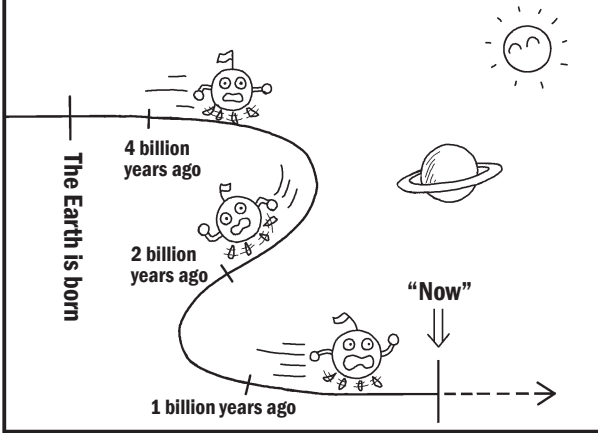 4 billion
years ago
The Earth is born
2 billion
years ago
“Now”
1 billion years ago